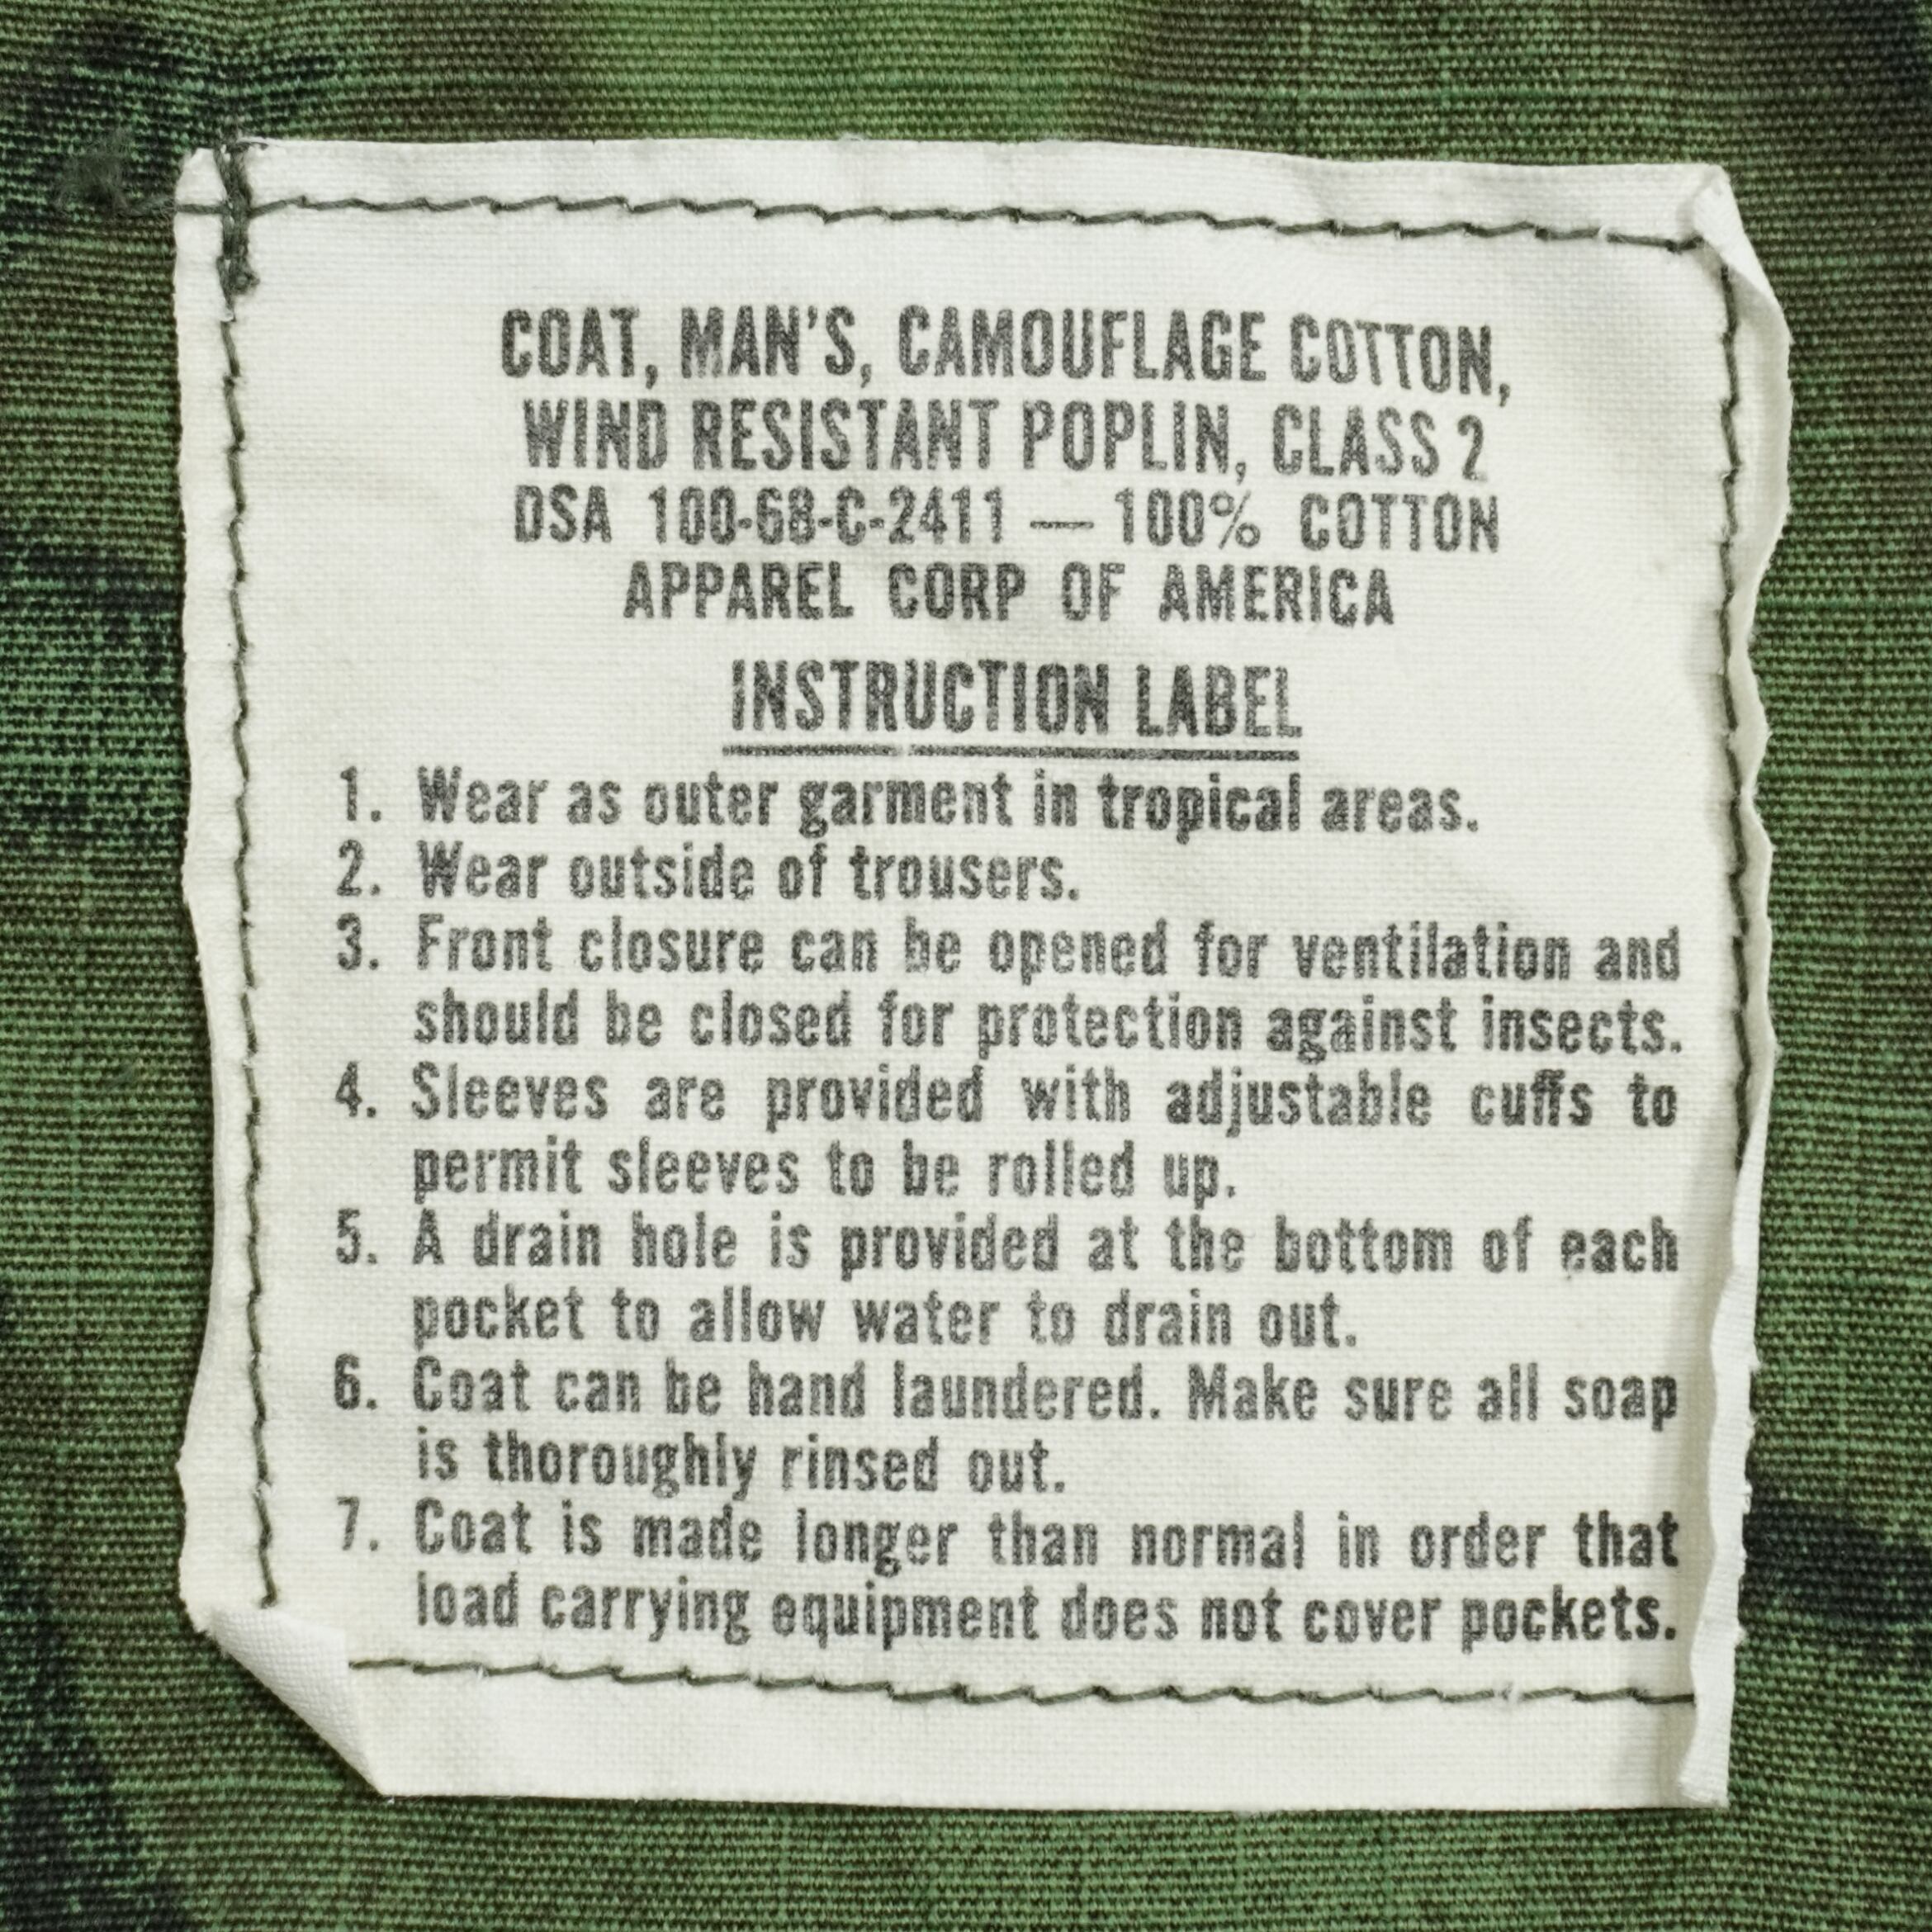 COAT, MAN'S, CAMOUFLAGE COTTON,
WIND RESISTANT POPLIN, CLASS 2
DSA 100-68-C-2411 — 100% COTTON
APPAREL CORP OF AMERICA
INSTRUCTION LABEL
1. Wear as outer garment in tropical areas.
2. Wear outside of trousers.
3. Front closure can be opened for ventilation and
should be closed for protection against insects.
4. Sleeves are provided with adjustable cuffs to
permit sleeves to be rolled up.
5. A drain hole is provided at the bottom of each
pocket to allow water to drain out.
6. Coat can be hand laundered. Make sure all soap
is thoroughly rinsed out.
7. Coat is made longer than normal in order that
load carrying equipment does not cover pockets.